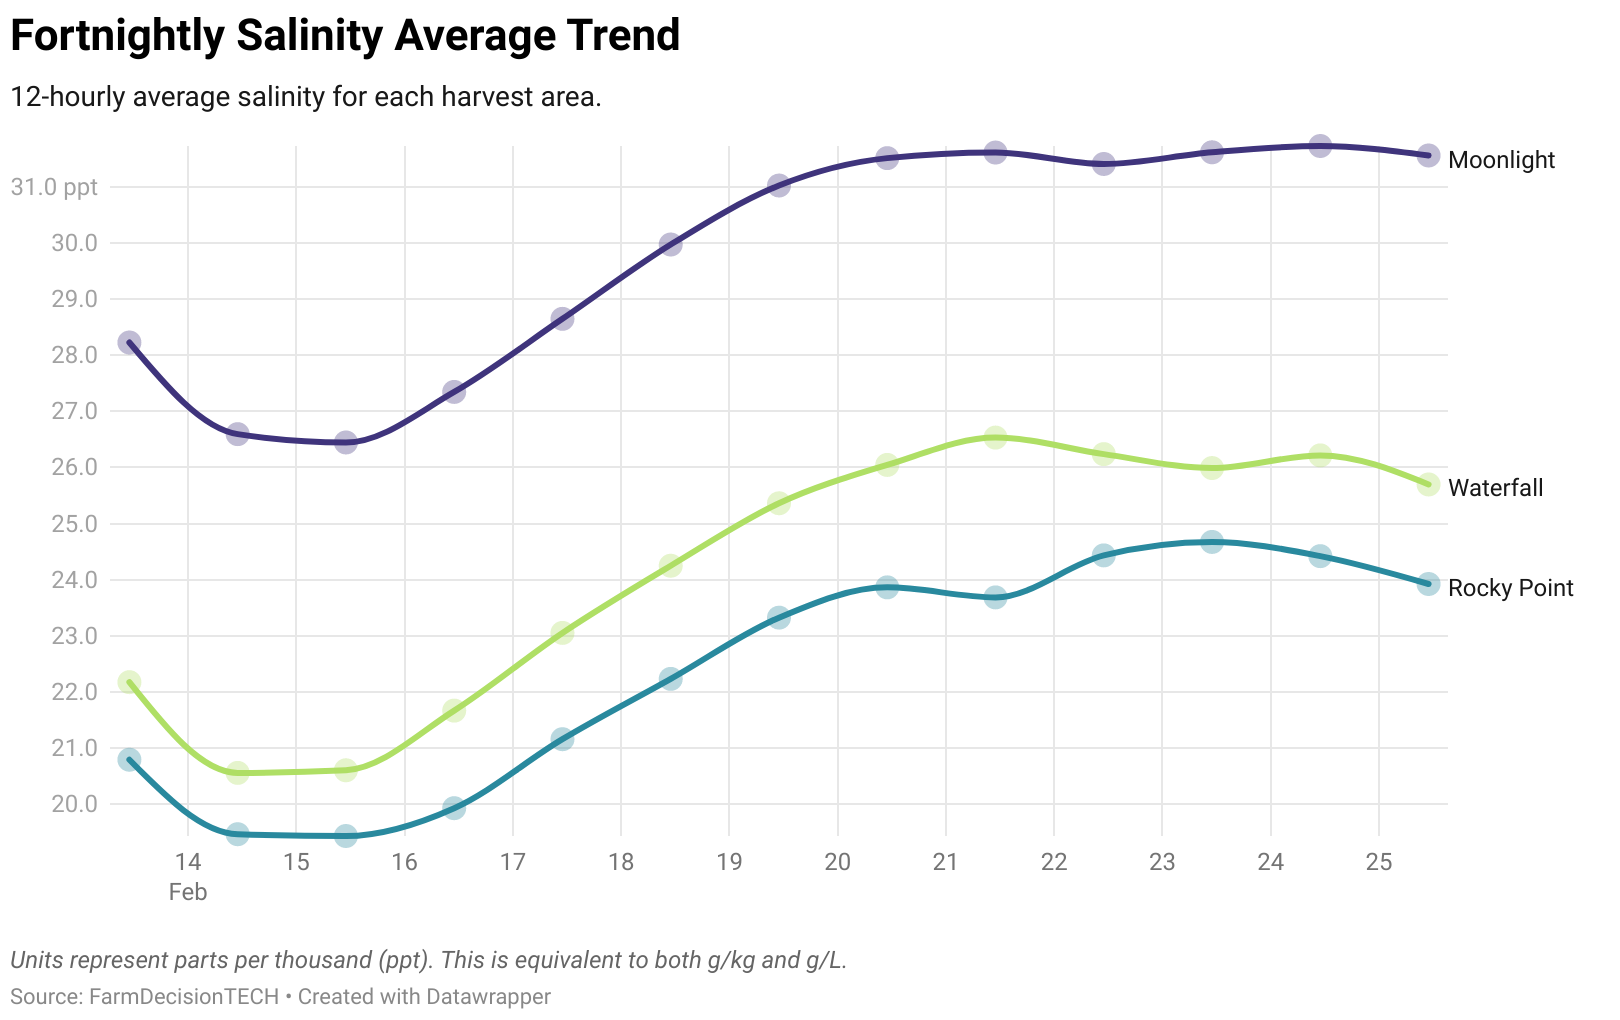 Fortnightly Salinity Average Trend
12-hourly average salinity for each harvest area.
31.0 ppt
30.0
29.0
28.0
27.0
26.0
25.0
24.0
23.0
22.0
21.0
20.0
Moonlight
Waterfall
Rocky Point
14 15 16 17 18 19 20 21 22 23 24 25
Feb
Units represent parts per thousand (ppt). This is equivalent to both g/kg and g/L.
Source: FarmDecisionTECH • Created with Datawrapper